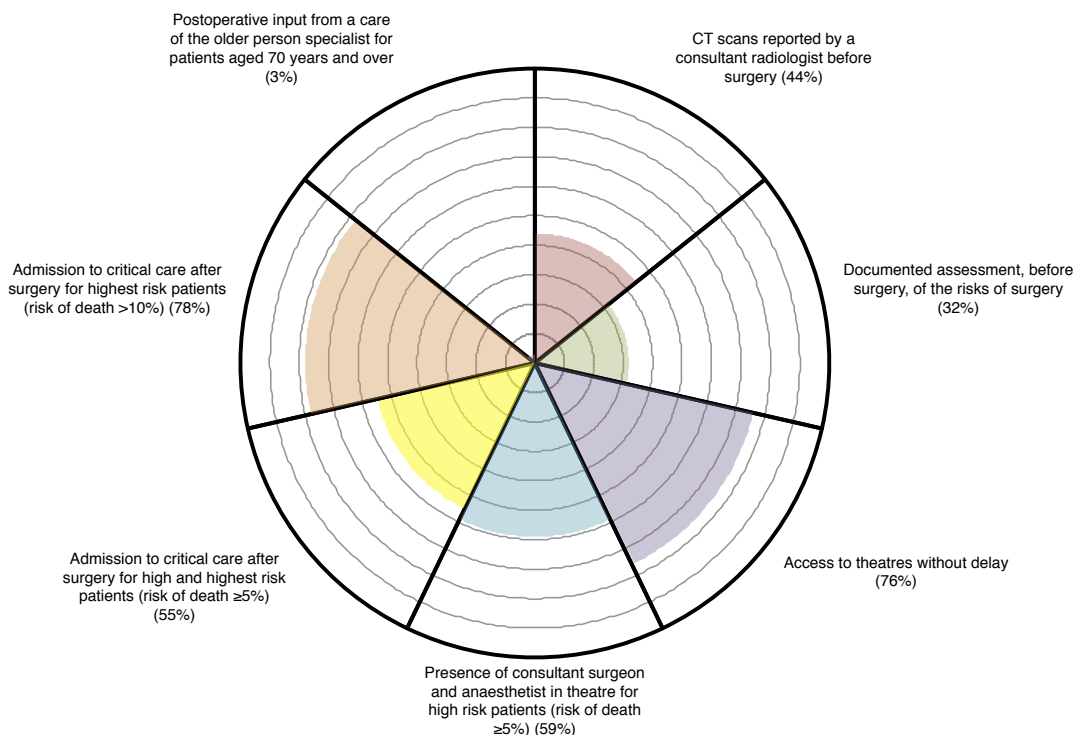 Postoperative input from a care
of the older person specialist for
patients aged 70 years and over
(3%)
CT scans reported by a
consultant radiologist before
surgery (44%)
Documented assessment, before
surgery, of the risks of surgery
(32%)
Access to theatres without delay
(76%)
Presence of consultant surgeon
and anaesthetist in theatre for
high risk patients (risk of death
≥5%) (59%)
Admission to critical care after
surgery for high and highest risk
patients (risk of death ≥5%)
(55%)
Admission to critical care after
surgery for highest risk patients
(risk of death >10%) (78%)